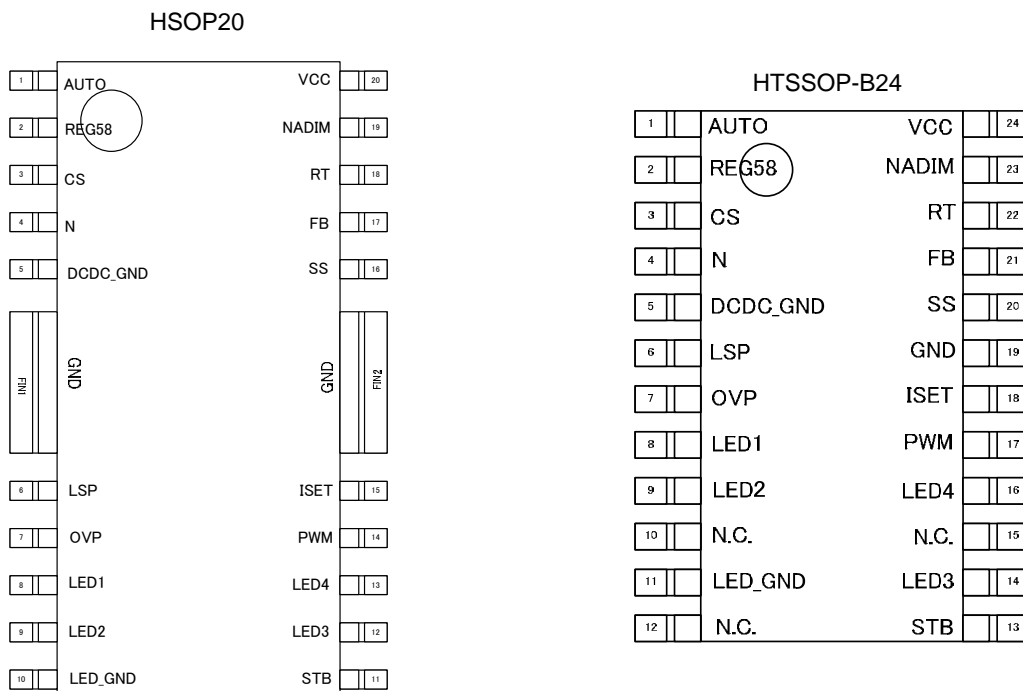 HSOP20
1 AUTO VCC 20
2 REG58 NADIM 19
3 CS RT 18
4 N FB 17
5 DCDC_GND SS 16
FIN1 GND GND FIN2
6 LSP ISET 15
7 OVP PWM 14
8 LED1 LED4 13
9 LED2 LED3 12
10 LED_GND STB 11
HTSSOP-B24
1 AUTO VCC 24
2 REG58 NADIM 23
3 CS RT 22
4 N FB 21
5 DCDC_GND SS 20
6 LSP GND 19
7 OVP ISET 18
8 LED1 PWM 17
9 LED2 LED4 16
10 N.C. N.C. 15
11 LED_GND LED3 14
12 N.C. STB 13